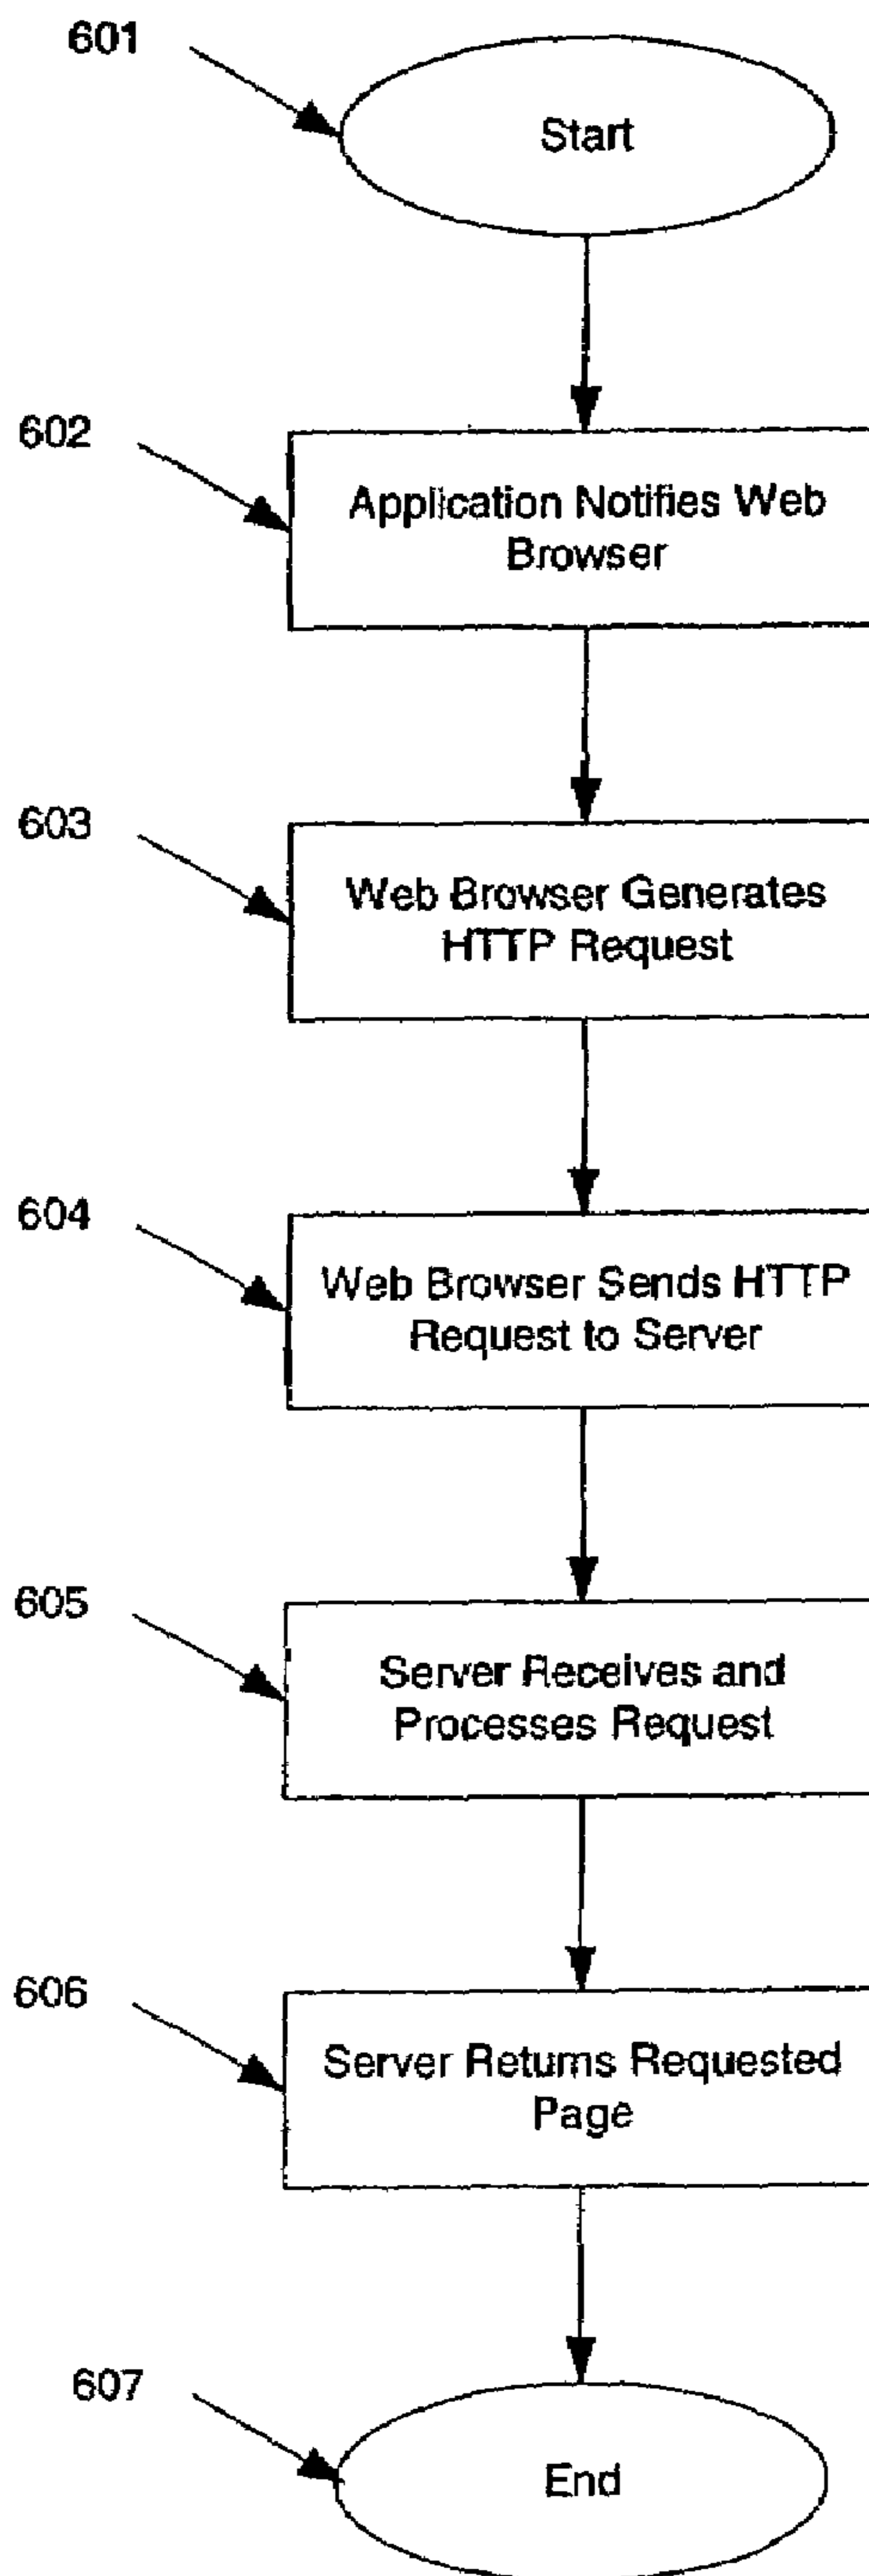 601
Start
602
Application Notifies Web
Browser
603
Web Browser Generates
HTTP Request
604
Web Browser Sends HTTP
Request to Server
605
Server Receives and
Processes Request
606
Server Returns Requested
Page
607
End